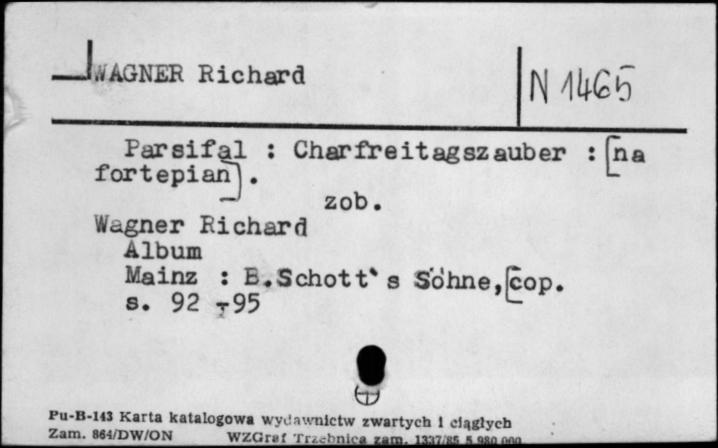 WAGNER Richard
N 1465
Parsifal : Charfreitagszauber : [na
fortepian].
zob.
Wagner Richard
Album
Mainz : B.Schott`s Söhne,[cop.
s. 92 -95
Pu-B-143 Karta katalogowa wydawnictw zwartych i ciągłych
Zam. 864/DW/ON WZGraf Trzebnica zam. 1337/85 5 980 000